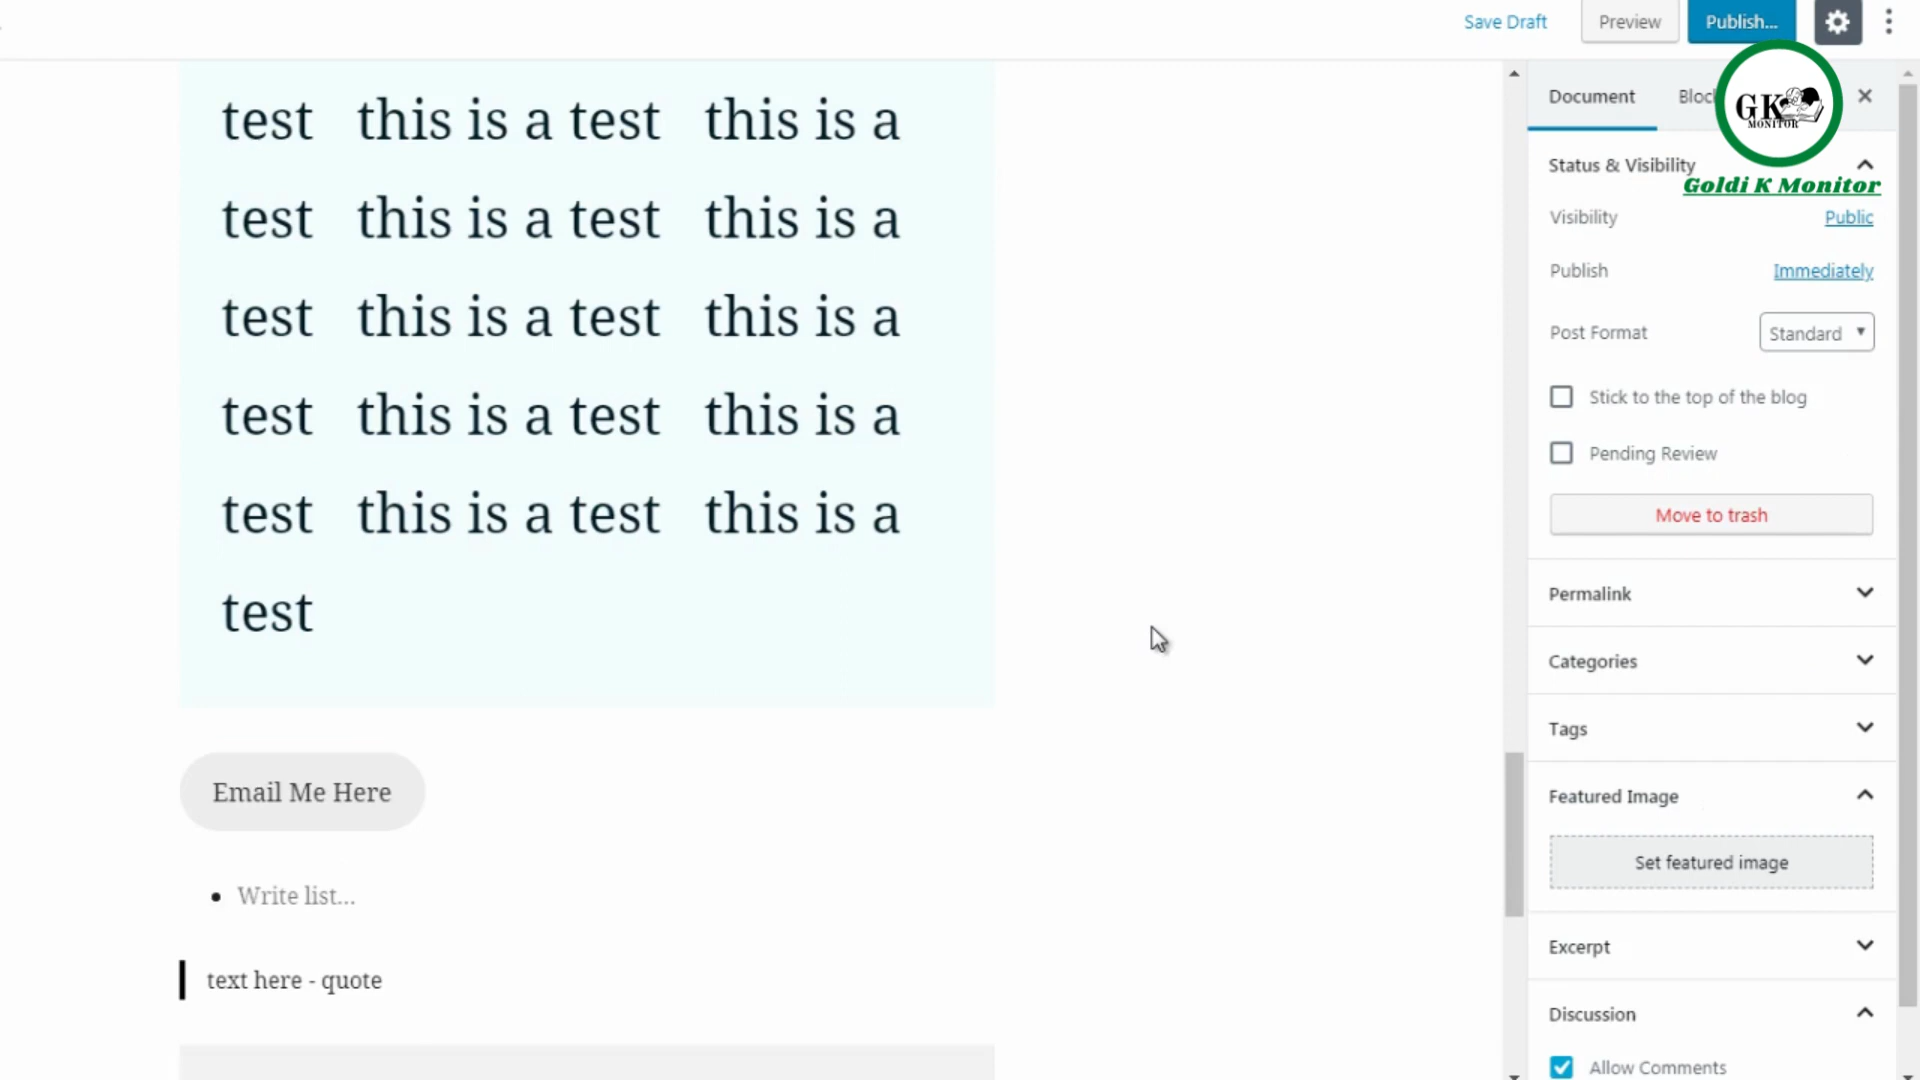 Save Draft Preview Publish...
test this is a test this is a
test this is a test this is a
test this is a test this is a
test this is a test this is a
test this is a test this is a
test
Email Me Here
Write list...
text here - quote
Document
GK
MONITOR
Status & Visibility
Goldi K Monitor
Visibility Public
Publish Immediately
Post Format Standard
Stick to the top of the blog
Pending Review
Move to trash
Permalink
Categories
Tags
Featured Image
Set featured image
Excerpt
Discussion
Allow Comments